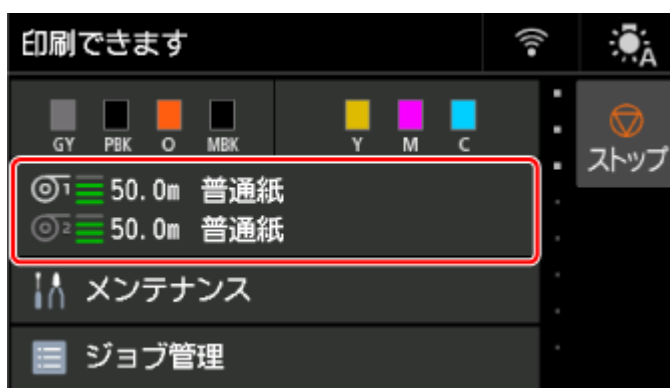 印刷できます
A
GY PBK O MBK Y M C
ストップ
1 50.0m 普通紙
2 50.0m 普通紙
メンテナンス
ジョブ管理